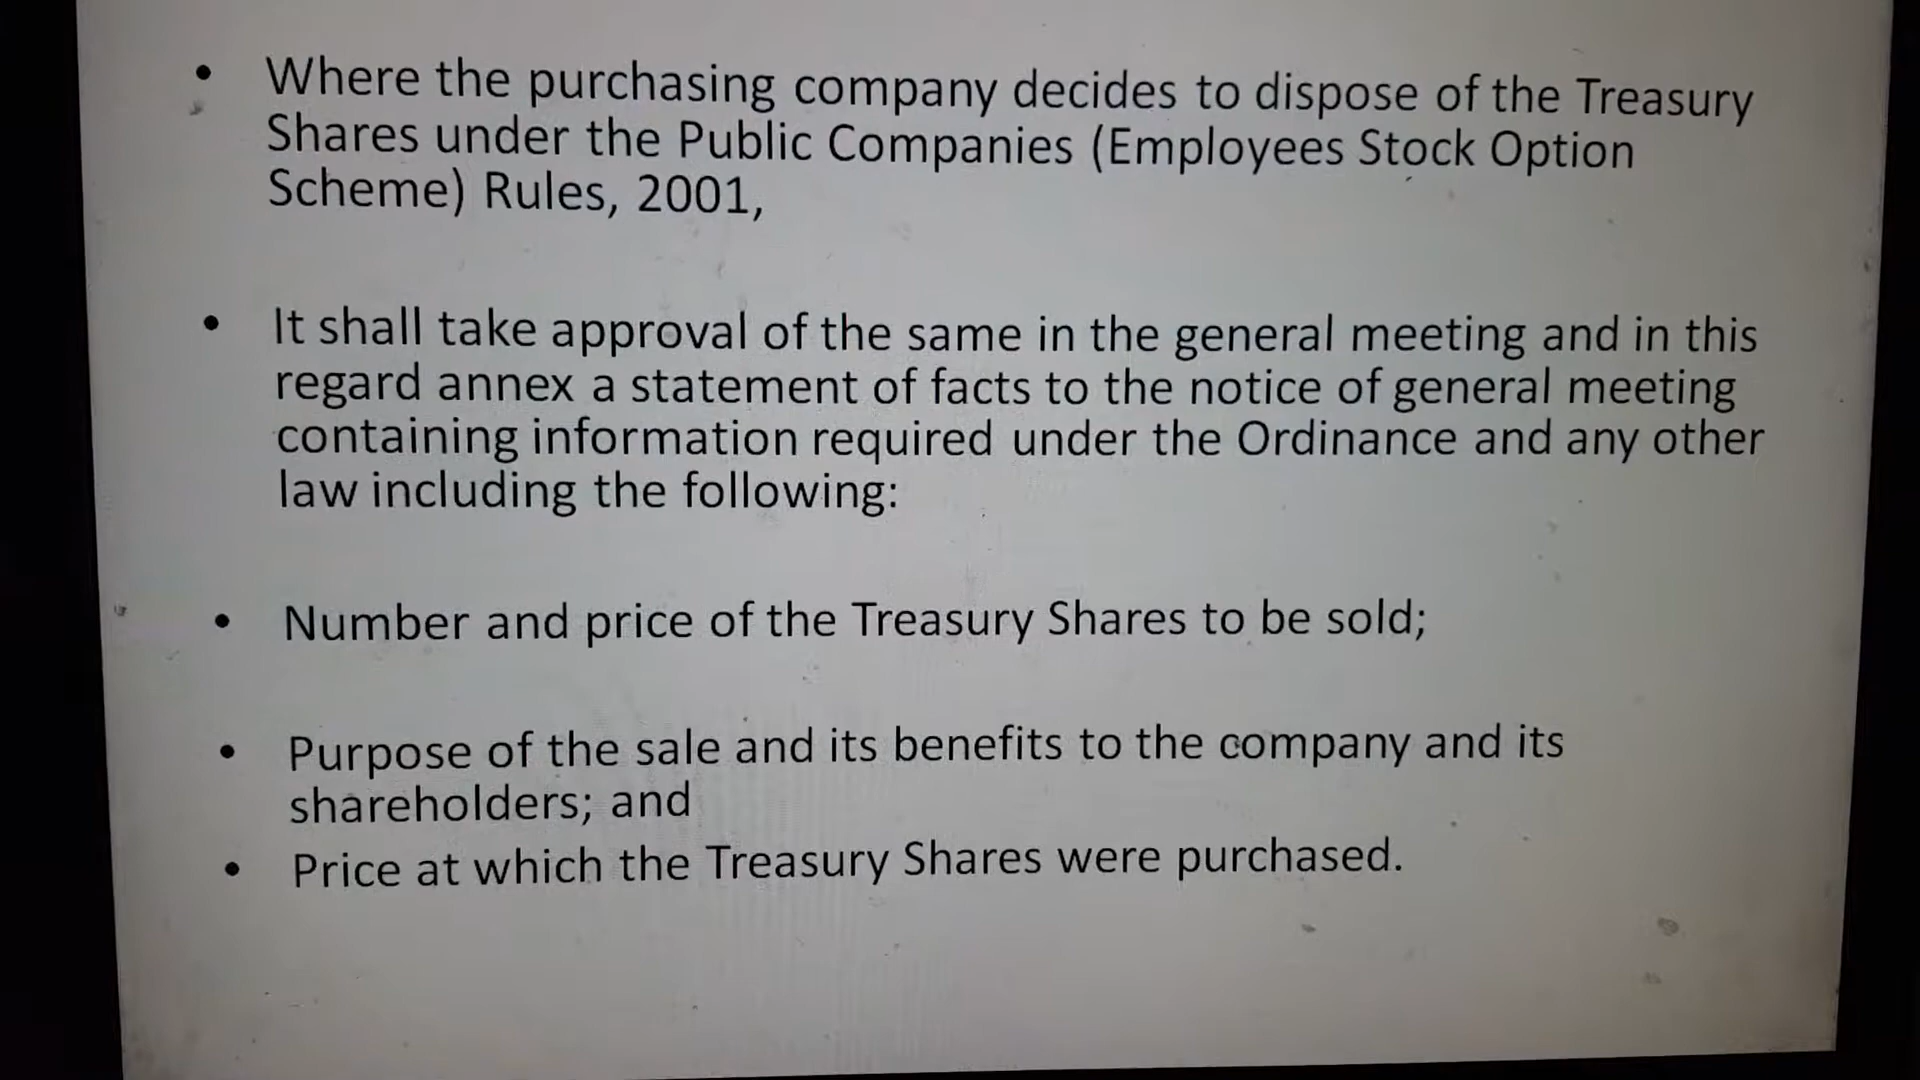 • Where the purchasing company decides to dispose of the Treasury
Shares under the Public Companies (Employees Stock Option
Scheme) Rules, 2001,
• It shall take approval of the same in the general meeting and in this
regard annex a statement of facts to the notice of general meeting
containing information required under the Ordinance and any other
law including the following:
• Number and price of the Treasury Shares to be sold;
• Purpose of the sale and its benefits to the company and its
shareholders; and
• Price at which the Treasury Shares were purchased.